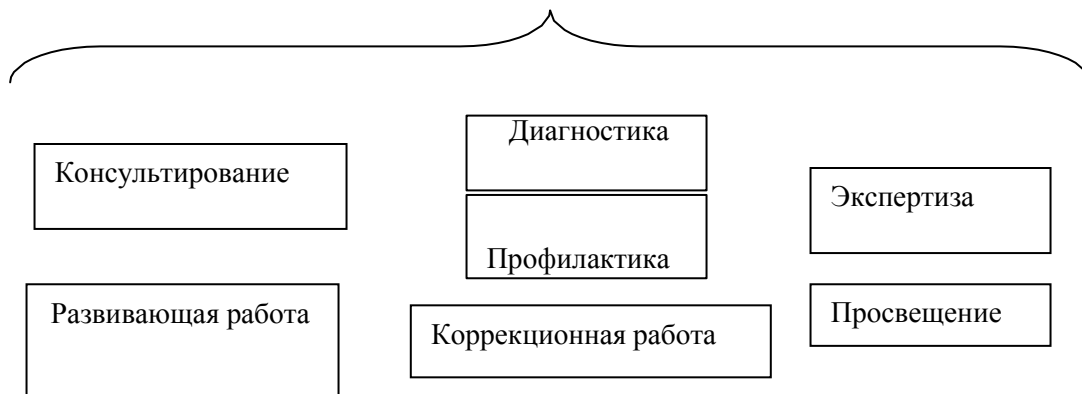 Диагностика
Консультирование
Экспертиза
Профилактика
Развивающая работа
Коррекционная работа
Просвещение